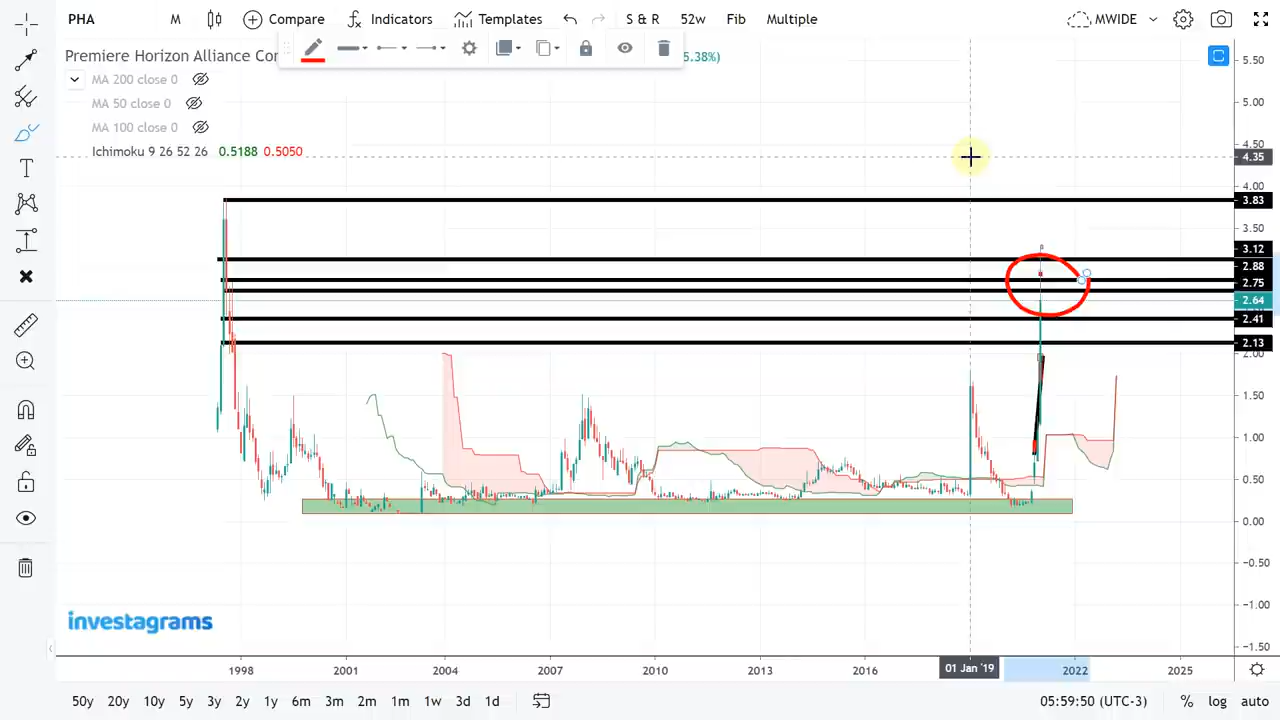 PHA M Compare Indicators Templates S & R 52w Fib Multiple MWIDE
Premiere Horizon Alliance Cor 5.38%)
MA 200 close 0
MA 50 close 0
MA 100 close 0
Ichimoku 9 26 52 26 0.5188 0.5050
5.50
5.00
4.50
4.35
4.00
3.83
3.50
3.12
2.88
2.75
2.64
2.41
2.13
2.00
1.50
1.00
0.50
0.00
−0.50
−1.00
−1.50
investagrams
1998 2001 2004 2007 2010 2013 2016 01 Jan '19 2022 2025
50y 20y 10y 5y 3y 2y 1y 6m 3m 2m 1m 1w 3d 1d 05:59:50 (UTC-3) % log auto